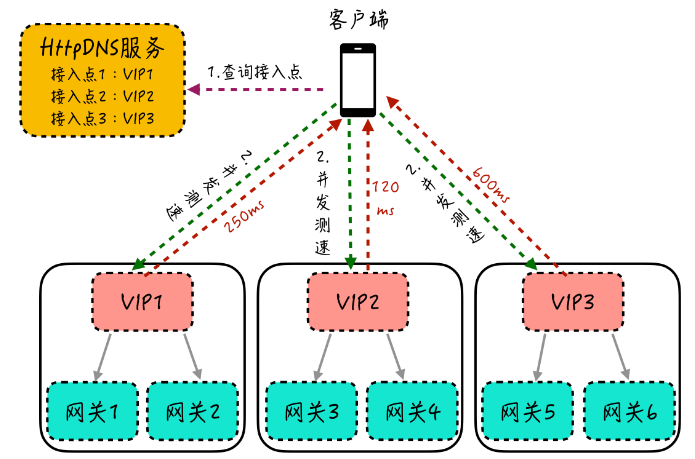 客户端
HttpDNS服务
接入点1：VIP1
接入点2：VIP2
接入点3：VIP3
1.查询接入点
2.并发测速
250ms
2.并发测速
120
ms
2.并发测速
600ms
VIP1
VIP2
VIP3
网关1
网关2
网关3
网关4
网关5
网关6